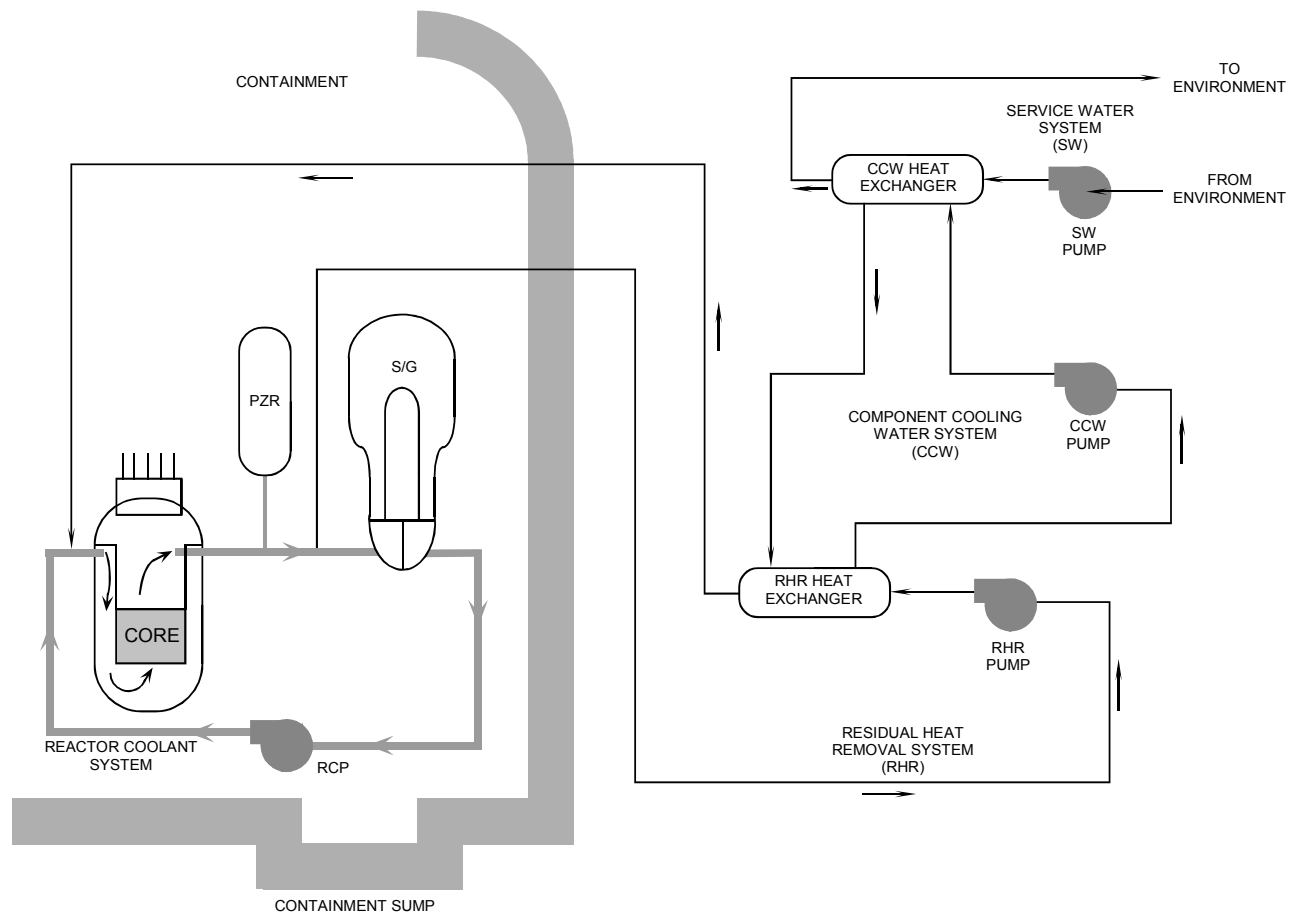 CONTAINMENT
TO
ENVIRONMENT
SERVICE WATER
SYSTEM
(SW)
CCW HEAT
EXCHANGER
FROM
ENVIRONMENT
SW
PUMP
S/G
PZR
COMPONENT COOLING
WATER SYSTEM
(CCW)
CCW
PUMP
RHR HEAT
EXCHANGER
CORE
RHR
PUMP
REACTOR COOLANT
SYSTEM
RCP
RESIDUAL HEAT
REMOVAL SYSTEM
(RHR)
CONTAINMENT SUMP